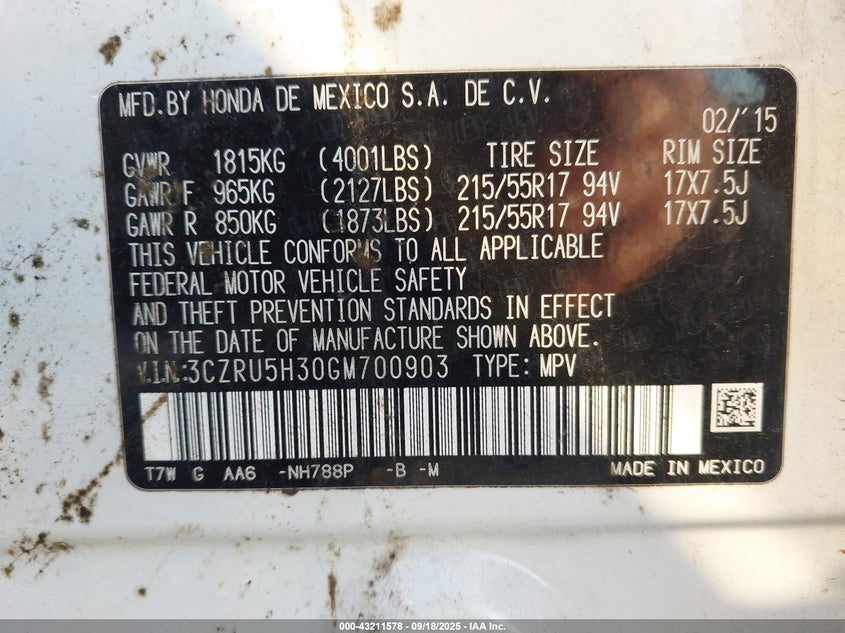 MFD.BY HONDA DE MEXICO S.A. DE C.V.
02/'15
GVWR 1815KG (4001LBS) TIRE SIZE RIM SIZE
GAWR F 965KG (2127LBS) 215/55R17 94V 17X7.5J
GAWR R 850KG (1873LBS) 215/55R17 94V 17X7.5J
THIS VEHICLE CONFORMS TO ALL APPLICABLE
FEDERAL MOTOR VEHICLE SAFETY
AND THEFT PREVENTION STANDARDS IN EFFECT
ON THE DATE OF MANUFACTURE SHOWN ABOVE.
V.I.N.:3CZRU5H30GM700903 TYPE: MPV
T7W G AA6 -NH788P -B -M MADE IN MEXICO
000-43211578 - 09/18/2025 - IAA Inc.